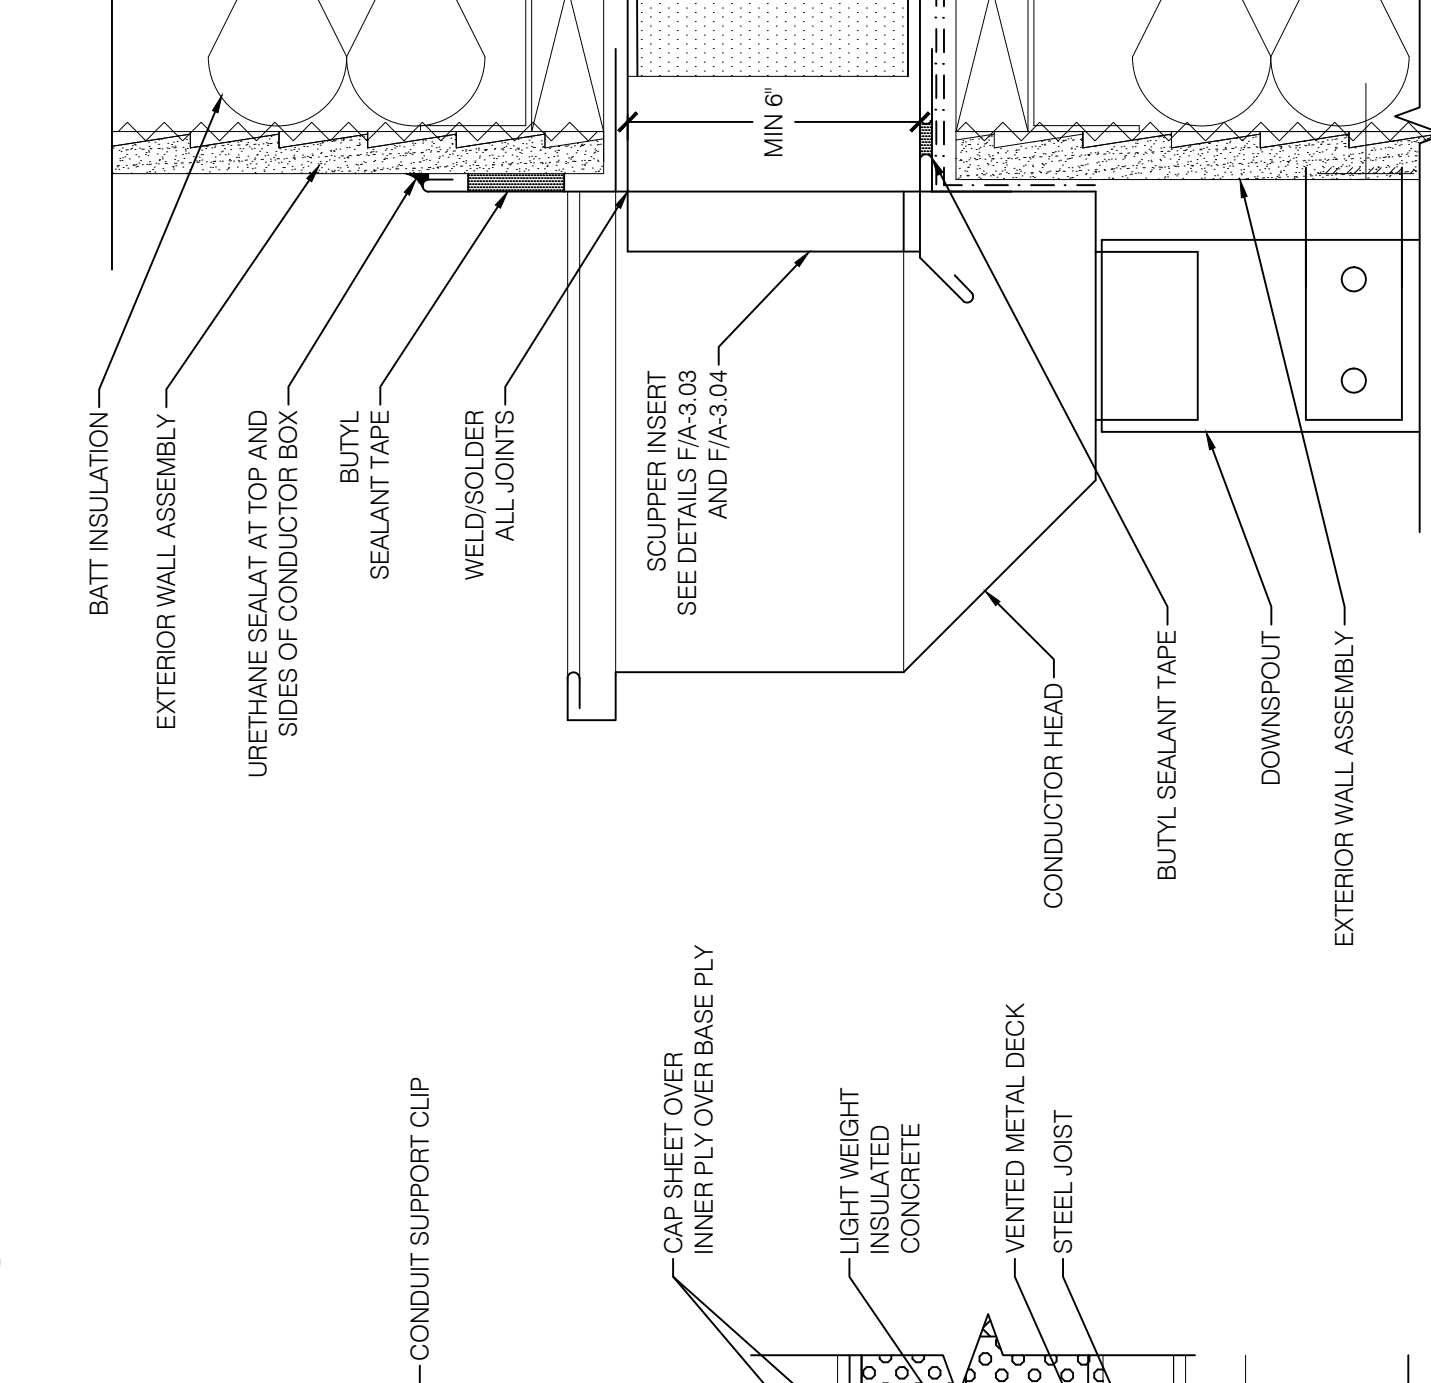 BATT INSULATION
EXTERIOR WALL ASSEMBLY
URETHANE SEALAT AT TOP AND
SIDES OF CONDUCTOR BOX
BUTYL
SEALANT TAPE
WELD/SOLDER
ALL JOINTS
SCUPPER INSERT
SEE DETAILS F/A-3.03
AND F/A-3.04
MIN 6"
CONDUCTOR HEAD
BUTYL SEALANT TAPE
DOWNSPOUT
EXTERIOR WALL ASSEMBLY
CONDUIT SUPPORT CLIP
CAP SHEET OVER
INNER PLY OVER BASE PLY
LIGHT WEIGHT
INSULATED
CONCRETE
VENTED METAL DECK
STEEL JOIST